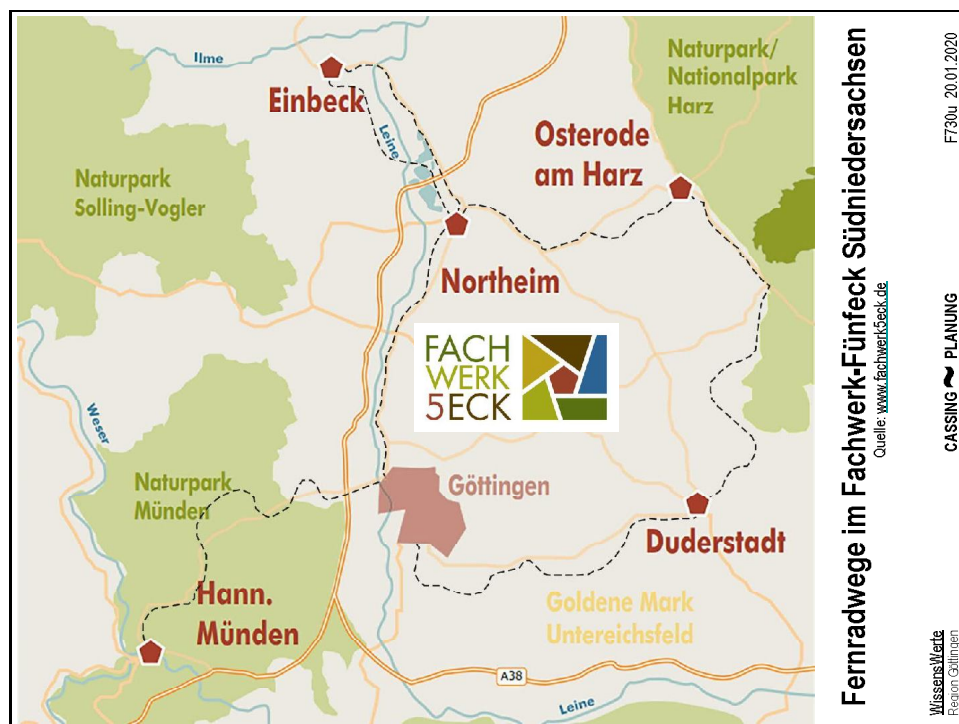 Ilme
Einbeck
Leine
Naturpark/
Nationalpark
Harz
Osterode
am Harz
Naturpark
Solling-Vogler
Northeim
FACH
WERK
5ECK
Weser
Naturpark
Münden
Göttingen
Duderstadt
Hann.
Münden
Goldene Mark
Untereichsfeld
A38
Leine
Fernradwege im Fachwerk-Fünfeck Südniedersachsen
Quelle: www.fachwerk5eck.de
F730u 20.01.2020
CASSING ~ PLANUNG
WissensWerte
Region Göttingen